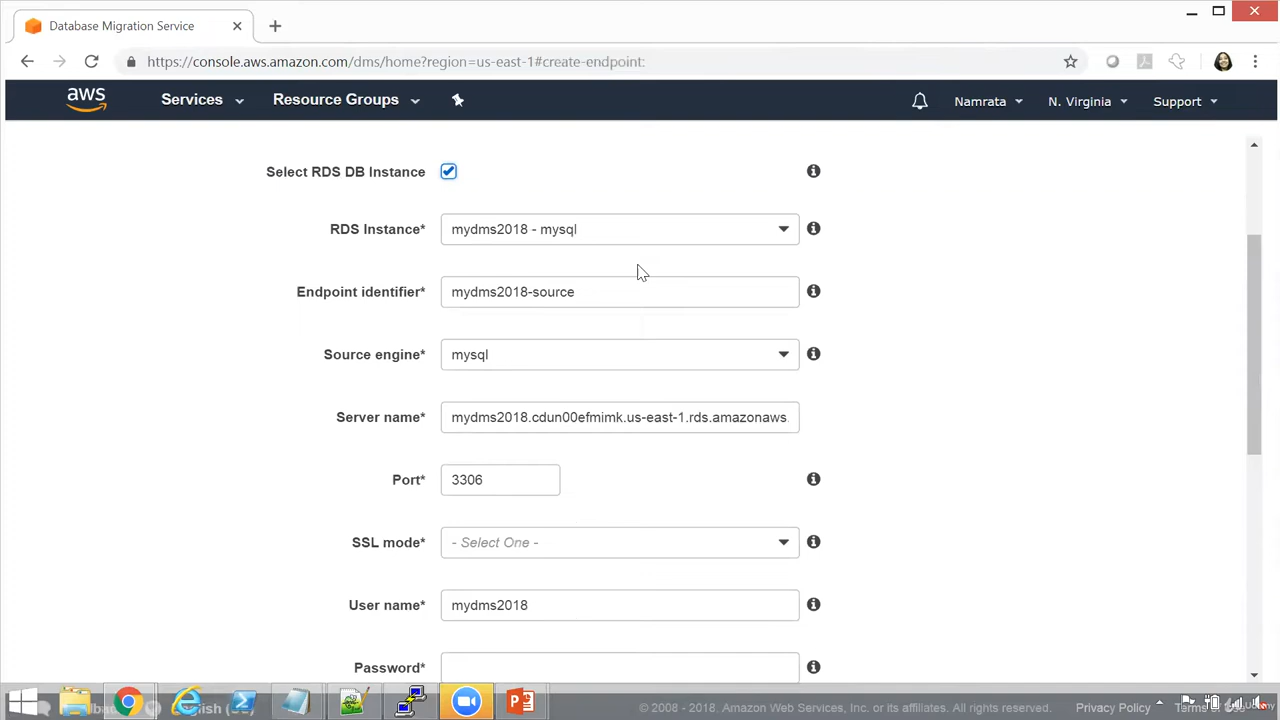 Database Migration Service
https://console.aws.amazon.com/dms/home?region=us-east-1#create-endpoint:
aws Services Resource Groups Namrata N. Virginia Support
Select RDS DB Instance
RDS Instance* mydms2018 - mysql
Endpoint identifier* mydms2018-source
Source engine* mysql
Server name* mydms2018.cdun00efmimk.us-east-1.rds.amazonaws.
Port* 3306
SSL mode* - Select One -
User name* mydms2018
Password*
© 2008 - 2018, Amazon Web Services, Inc. or its affiliates. All rights reserved. Privacy Policy Terms